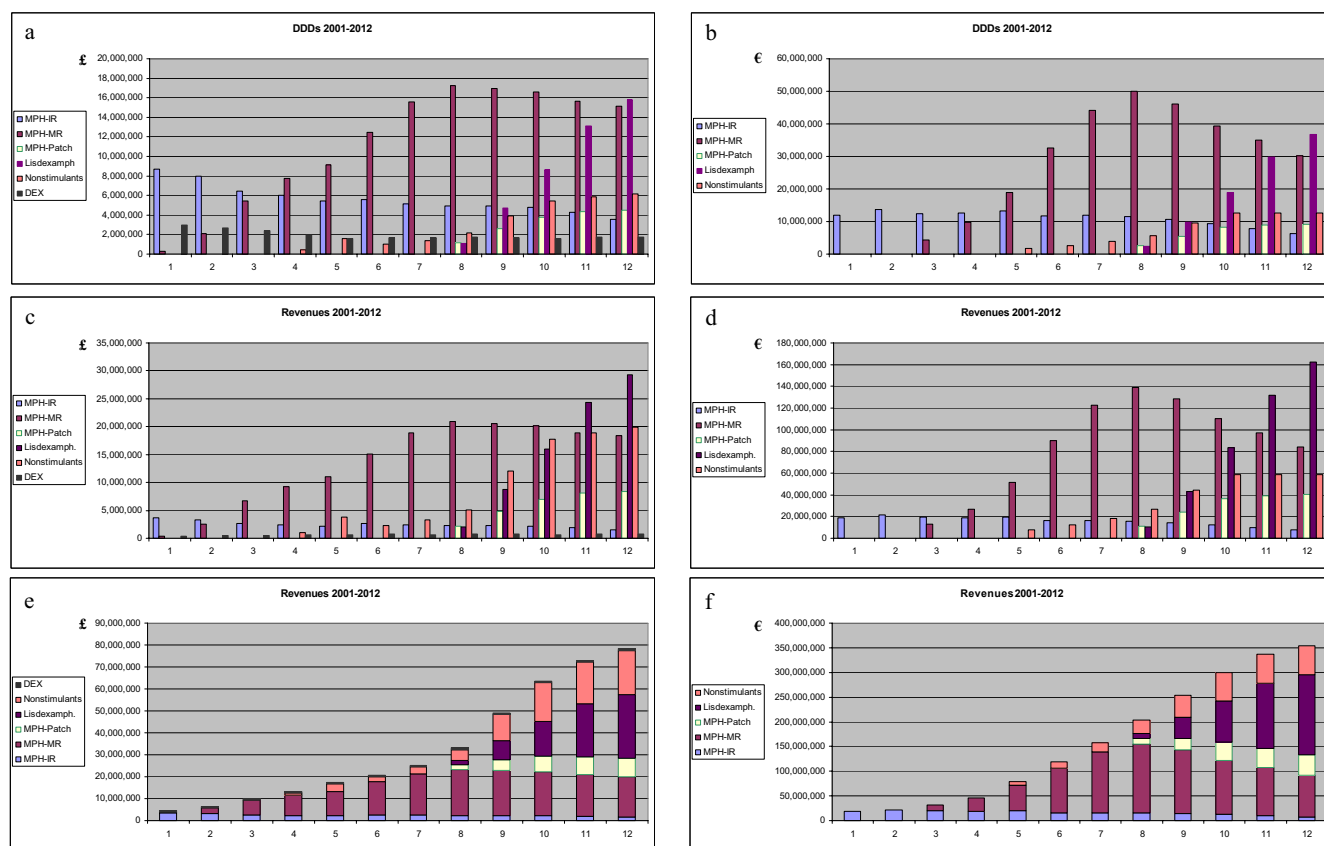 a
DDDs 2001-2012
£
20,000,000
18,000,000
16,000,000
14,000,000
12,000,000
10,000,000
8,000,000
6,000,000
4,000,000
2,000,000
0
MPH-IR
MPH-MR
MPH-Patch
Lisdexamph
Nonstimulants
DEX
1 2 3 4 5 6 7 8 9 10 11 12
b
DDDs 2001-2012
€
60,000,000
50,000,000
40,000,000
30,000,000
20,000,000
10,000,000
0
MPH-IR
MPH-MR
MPH-Patch
Lisdexamph
Nonstimulants
1 2 3 4 5 6 7 8 9 10 11 12
c
Revenues 2001-2012
£
35,000,000
30,000,000
25,000,000
20,000,000
15,000,000
10,000,000
5,000,000
0
MPH-IR
MPH-MR
MPH-Patch
Lisdexamph.
Nonstimulants
DEX
1 2 3 4 5 6 7 8 9 10 11 12
d
Revenues 2001-2012
€
180,000,000
160,000,000
140,000,000
120,000,000
100,000,000
80,000,000
60,000,000
40,000,000
20,000,000
0
MPH-IR
MPH-MR
MPH-Patch
Lisdexamph.
Nonstimulants
1 2 3 4 5 6 7 8 9 10 11 12
e
Revenues 2001-2012
£
90,000,000
80,000,000
70,000,000
60,000,000
50,000,000
40,000,000
30,000,000
20,000,000
10,000,000
0
DEX
Nonstimulants
Lisdexamph.
MPH-Patch
MPH-MR
MPH-IR
1 2 3 4 5 6 7 8 9 10 11 12
f
Revenues 2001-2012
€
400,000,000
350,000,000
300,000,000
250,000,000
200,000,000
150,000,000
100,000,000
50,000,000
0
Nonstimulants
Lisdexamph.
MPH-Patch
MPH-MR
MPH-IR
1 2 3 4 5 6 7 8 9 10 11 12